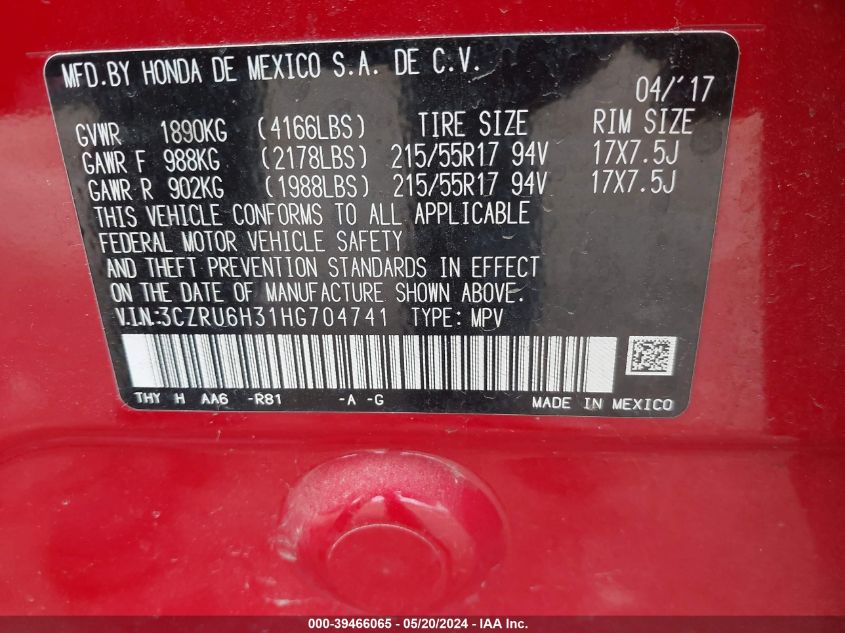 MFD.BY HONDA DE MEXICO S.A. DE C.V.
04/'17
GVWR 1890KG (4166LBS) TIRE SIZE RIM SIZE
GAWR F 988KG (2178LBS) 215/55R17 94V 17X7.5J
GAWR R 902KG (1988LBS) 215/55R17 94V 17X7.5J
THIS VEHICLE CONFORMS TO ALL APPLICABLE
FEDERAL MOTOR VEHICLE SAFETY
AND THEFT PREVENTION STANDARDS IN EFFECT
ON THE DATE OF MANUFACTURE SHOWN ABOVE.
V.I.N:3CZRU6H31HG704741 TYPE: MPV
THY H AA6 -R81 -A -G MADE IN MEXICO
000-39466065 - 05/20/2024 - IAA Inc.